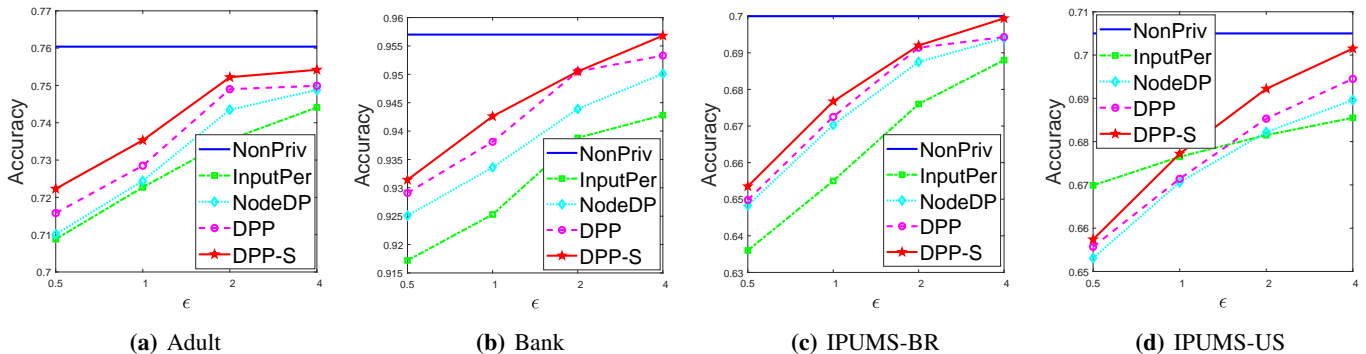 0.77
0.76
0.75
0.74
0.73
0.72
0.71
0.7
Accuracy
0.5 1 2 4
ϵ
NonPriv
InputPer
NodeDP
DPP
DPP-S
(a) Adult
0.96
0.955
0.95
0.945
0.94
0.935
0.93
0.925
0.92
0.915
Accuracy
0.5 1 2 4
ϵ
NonPriv
InputPer
NodeDP
DPP
DPP-S
(b) Bank
0.7
0.69
0.68
0.67
0.66
0.65
0.64
0.63
Accuracy
0.5 1 2 4
ϵ
NonPriv
InputPer
NodeDP
DPP
DPP-S
(c) IPUMS-BR
0.71
0.7
0.69
0.68
0.67
0.66
0.65
Accuracy
0.5 1 2 4
ϵ
NonPriv
InputPer
NodeDP
DPP
DPP-S
(d) IPUMS-US